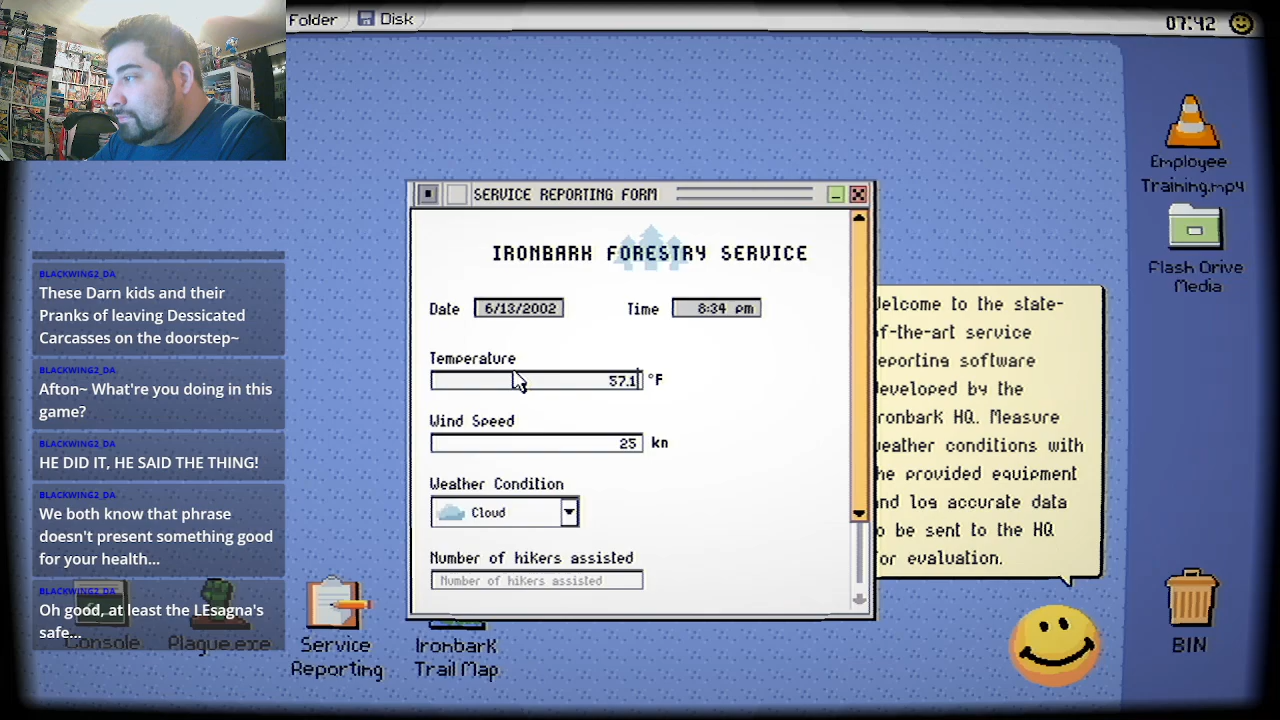 Folder
Disk
07:42
Employee
Training.mp4
Flash Drive
Media
SERVICE REPORTING FORM
IRONBARK FORESTRY SERVICE
Date 6/13/2002 Time 8:34 pm
Temperature
57.1 °F
Wind Speed
25 kn
Weather Condition
Cloud
Number of hikers assisted
Number of hikers assisted
Welcome to the state-
of-the-art service
reporting software
developed by the
Ironbark HQ. Measure
weather conditions with
the provided equipment
and log accurate data
to be sent to the HQ
for evaluation.
BLACKWING2_DA
These Darn kids and their
Pranks of leaving Dessicated
Carcasses on the doorstep~
BLACKWING2_DA
Afton~ What're you doing in this
game?
BLACKWING2_DA
HE DID IT, HE SAID THE THING!
BLACKWING2_DA
We both know that phrase
doesn't present something good
for your health...
BLACKWING2_DA
Oh good, at least the LEsagna's
safe...
Console
Plague.exe
Service
Reporting
Ironbark
Trail Map
BIN